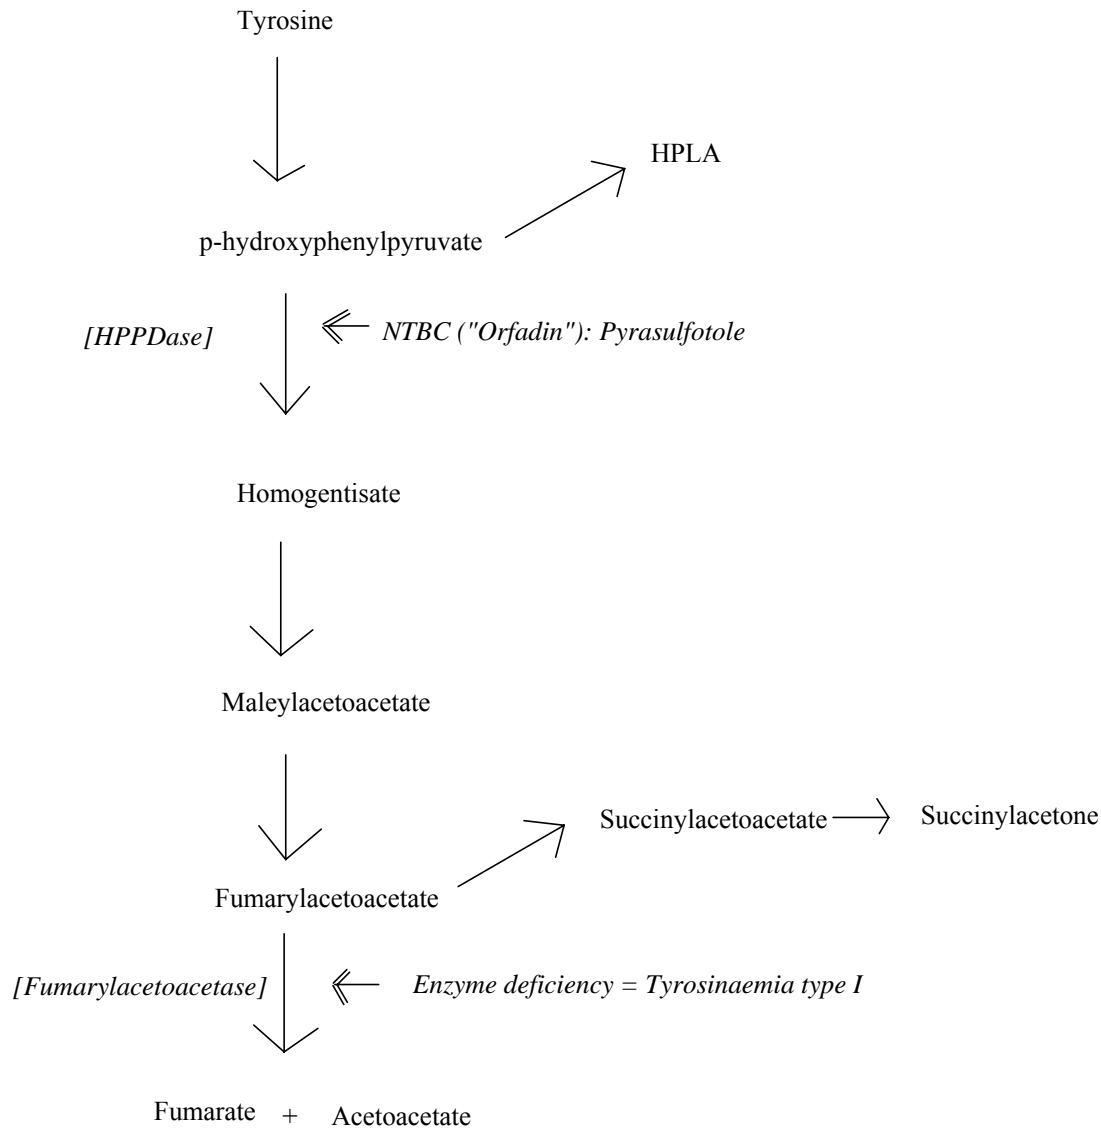 Tyrosine
HPLA
p-hydroxyphenylpyruvate
[HPPDase]
NTBC ("Orfadin"): Pyrasulfotole
Homogentisate
Maleylacetoacetate
Succinylacetoacetate
Succinylacetone
Fumarylacetoacetate
[Fumarylacetoacetase]
Enzyme deficiency = Tyrosinaemia type I
Fumarate + Acetoacetate